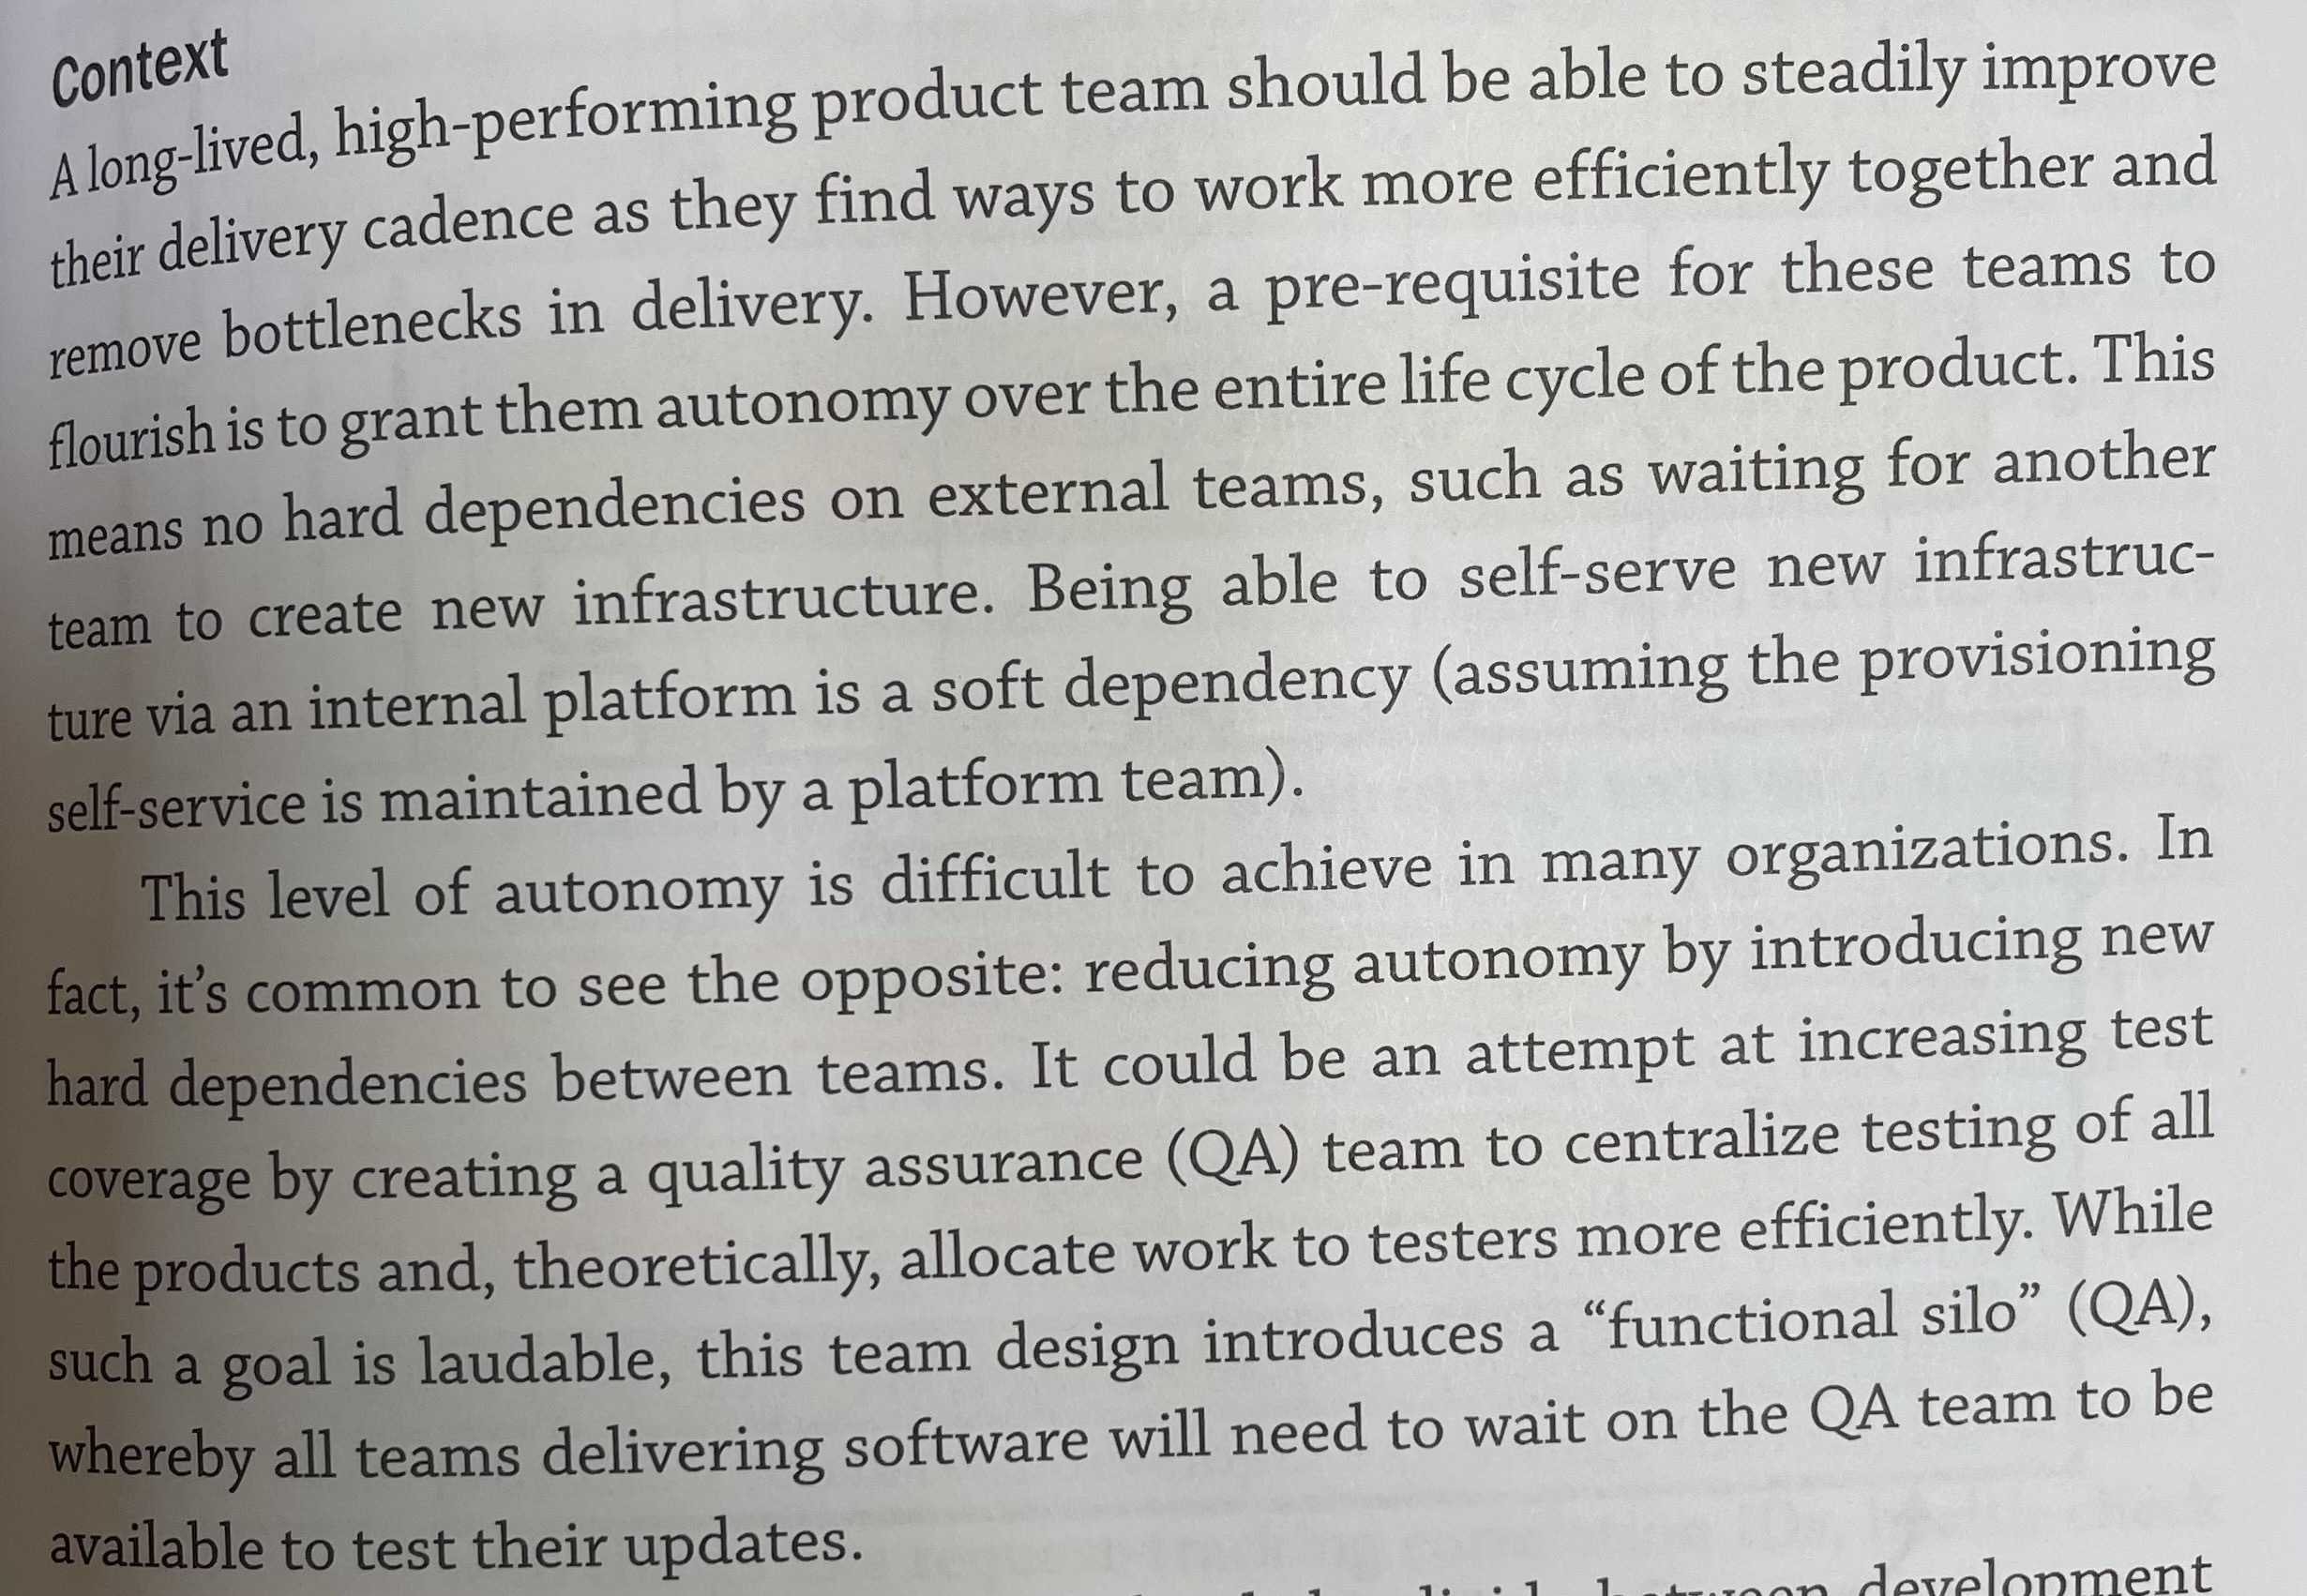 Context
A long-lived, high-performing product team should be able to steadily improve
their delivery cadence as they find ways to work more efficiently together and
remove bottlenecks in delivery. However, a pre-requisite for these teams to
flourish is to grant them autonomy over the entire life cycle of the product. This
means no hard dependencies on external teams, such as waiting for another
team to create new infrastructure. Being able to self-serve new infrastruc-
ture via an internal platform is a soft dependency (assuming the provisioning
self-service is maintained by a platform team).
This level of autonomy is difficult to achieve in many organizations. In
fact, it's common to see the opposite: reducing autonomy by introducing new
hard dependencies between teams. It could be an attempt at increasing test
coverage by creating a quality assurance (QA) team to centralize testing of all
the products and, theoretically, allocate work to testers more efficiently. While
such a goal is laudable, this team design introduces a “functional silo” (QA),
whereby all teams delivering software will need to wait on the QA team to be
available to test their updates.
between development